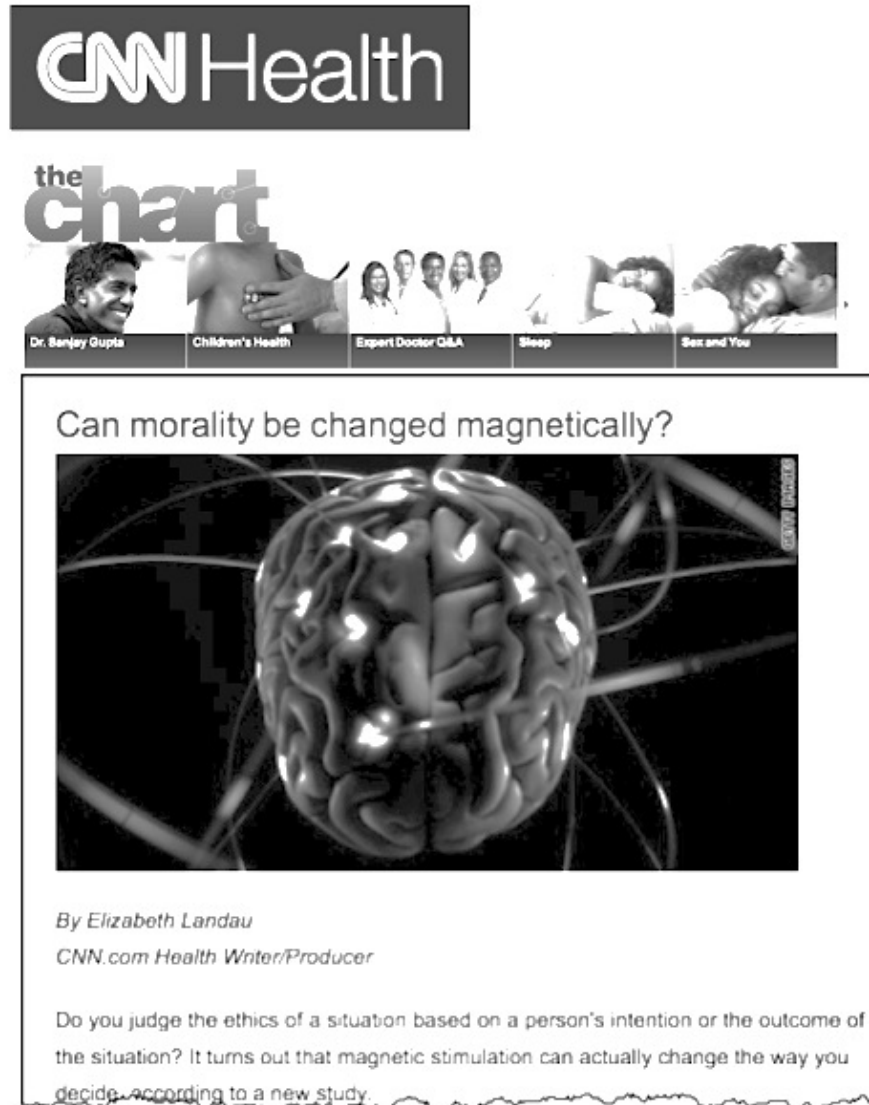 CNN Health
the
chart
Dr. Sanjay Gupta
Children's Health
Expert Doctor Q&A
Sleep
Sex and You
Can morality be changed magnetically?
GETTY IMAGES
By Elizabeth Landau
CNN.com Health Writer/Producer
Do you judge the ethics of a situation based on a person's intention or the outcome of
the situation? It turns out that magnetic stimulation can actually change the way you
decide, according to a new study.